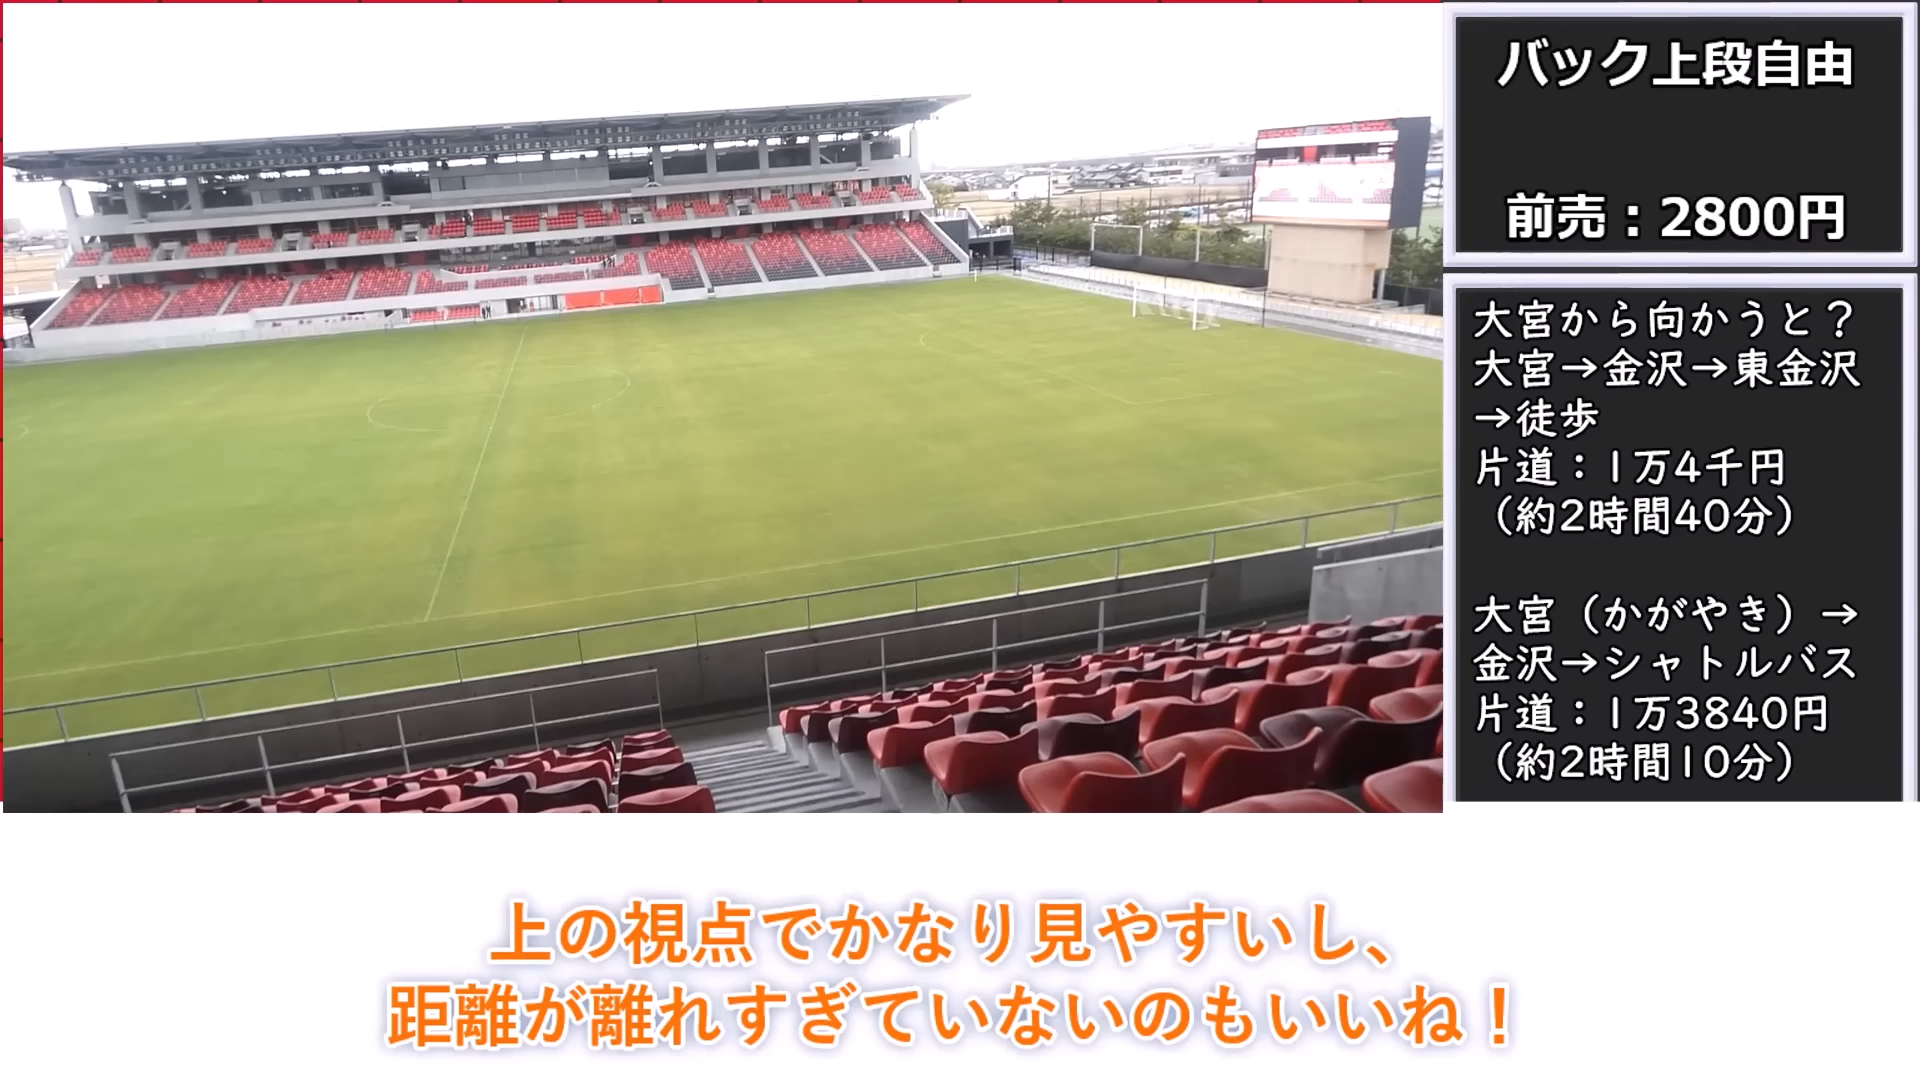 バック上段自由
前売：2800円
大宮から向かうと？
大宮→金沢→東金沢
→徒歩
片道：1万4千円
（約2時間40分）
大宮（かがやき）→
金沢→シャトルバス
片道：1万3840円
（約2時間10分）
上の視点でかなり見やすいし、
距離が離れすぎていないのもいいね！